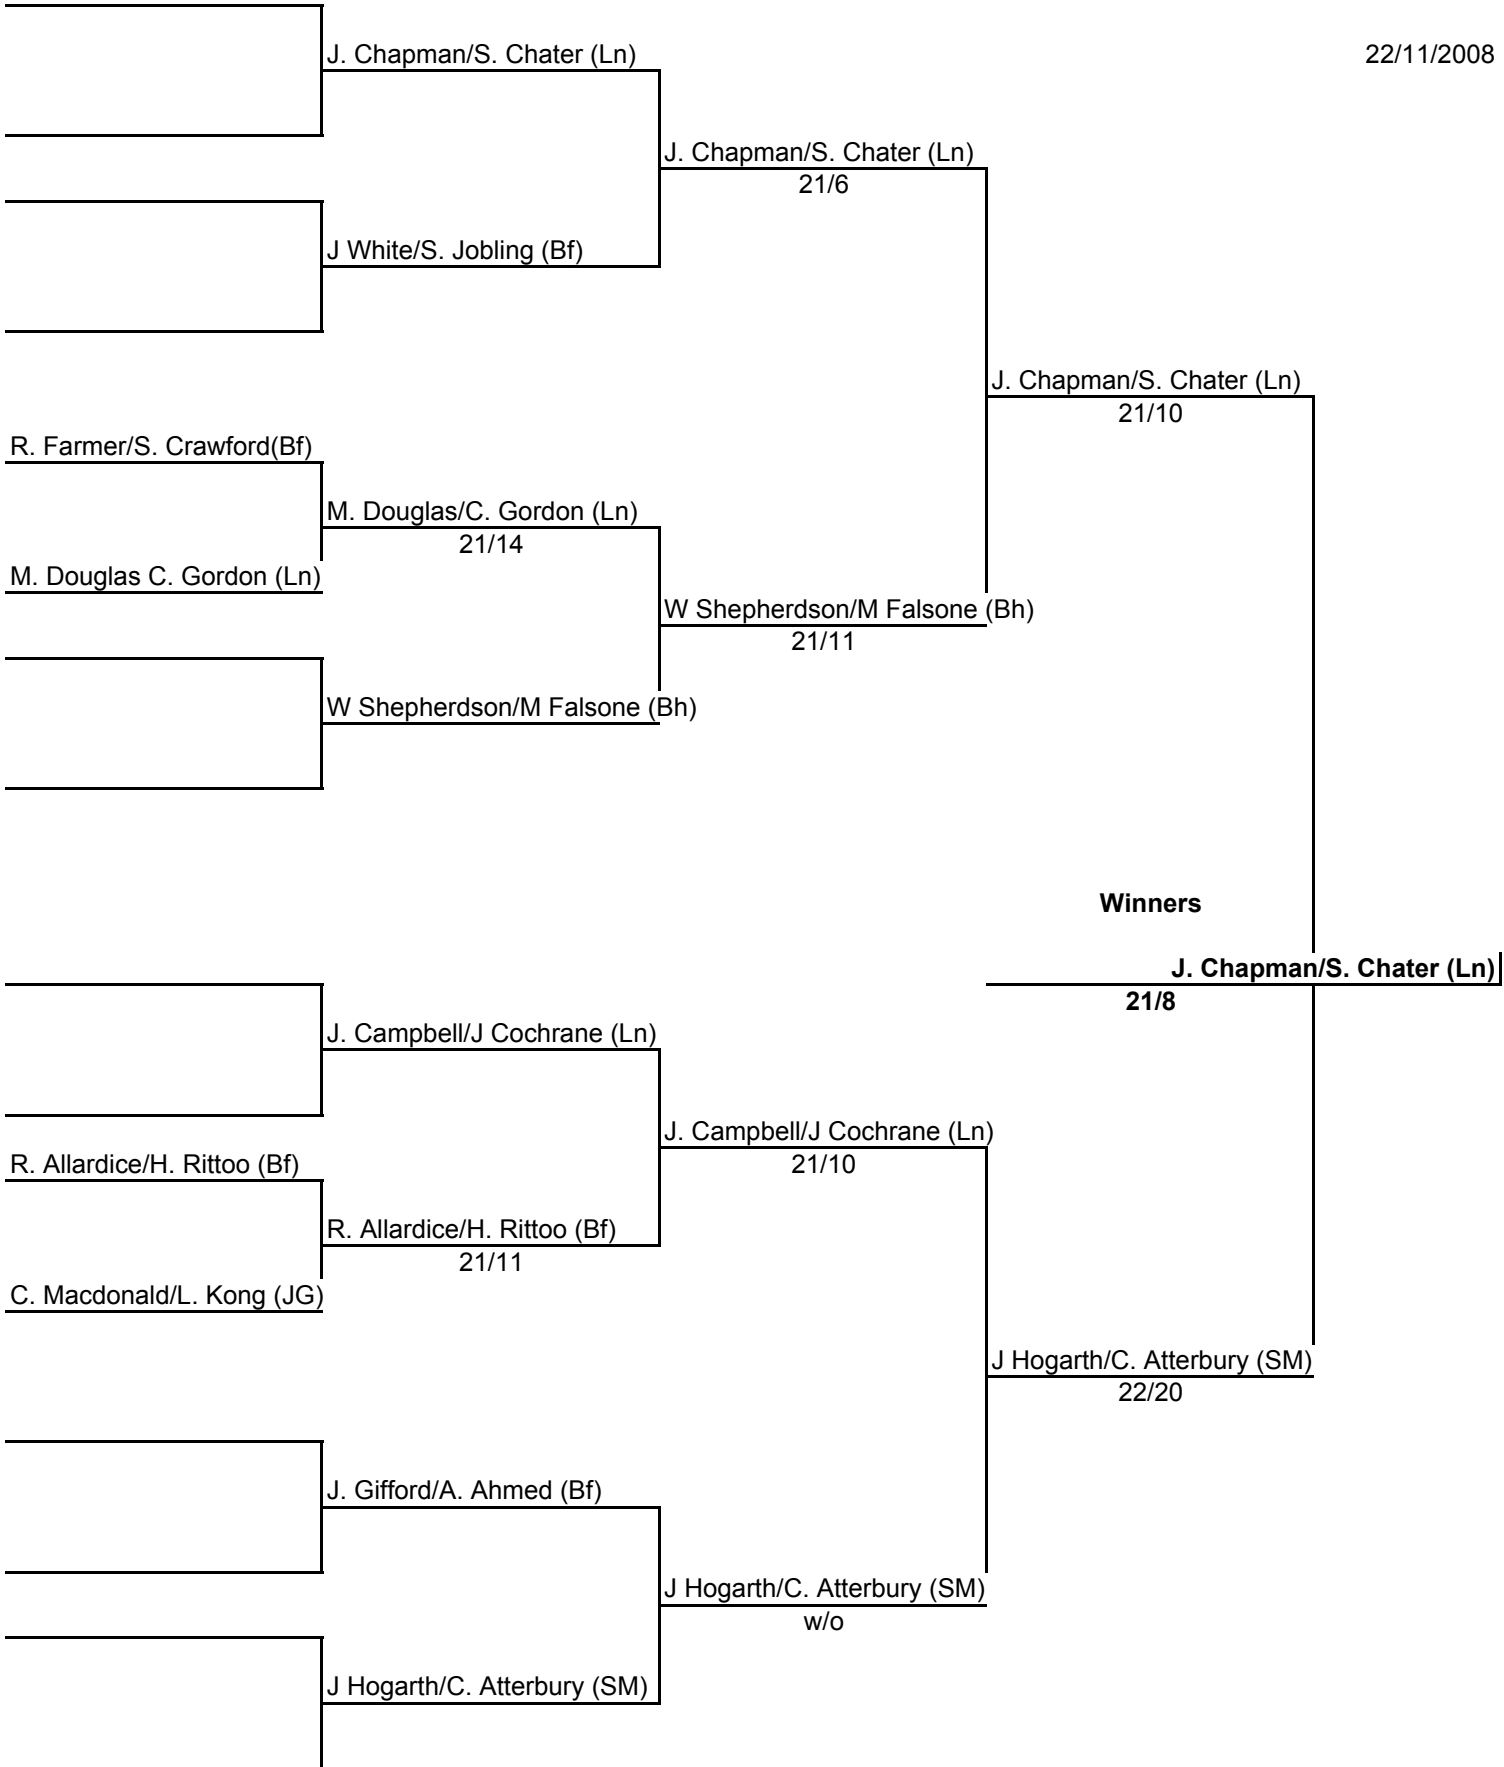 J. Chapman/S. Chater (Ln)
22/11/2008
J. Chapman/S. Chater (Ln)
21/6
J White/S. Jobling (Bf)
J. Chapman/S. Chater (Ln)
21/10
R. Farmer/S. Crawford(Bf)
M. Douglas/C. Gordon (Ln)
21/14
M. Douglas C. Gordon (Ln)
W Shepherdson/M Falsone (Bh)
21/11
W Shepherdson/M Falsone (Bh)
Winners
J. Chapman/S. Chater (Ln)
21/8
J. Campbell/J Cochrane (Ln)
J. Campbell/J Cochrane (Ln)
21/10
R. Allardice/H. Rittoo (Bf)
R. Allardice/H. Rittoo (Bf)
21/11
C. Macdonald/L. Kong (JG)
J Hogarth/C. Atterbury (SM)
22/20
J. Gifford/A. Ahmed (Bf)
J Hogarth/C. Atterbury (SM)
w/o
J Hogarth/C. Atterbury (SM)